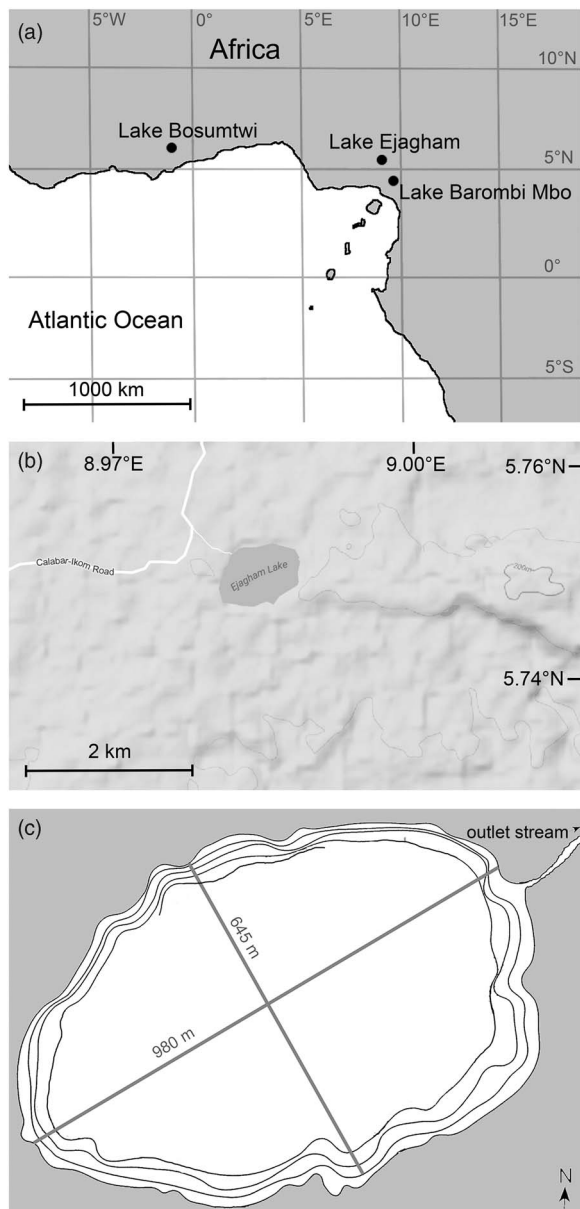 (a)
5°W
0°
5°E
10°E
15°E
Africa
10°N
Lake Bosumtwi
Lake Ejagham
5°N
Lake Barombi Mbo
0°
Atlantic Ocean
5°S
1000 km
(b)
8.97°E
9.00°E
5.76°N
Calabar-Ikom Road
Ejagham Lake
5.74°N
2 km
(c)
outlet stream
645 m
980 m
N